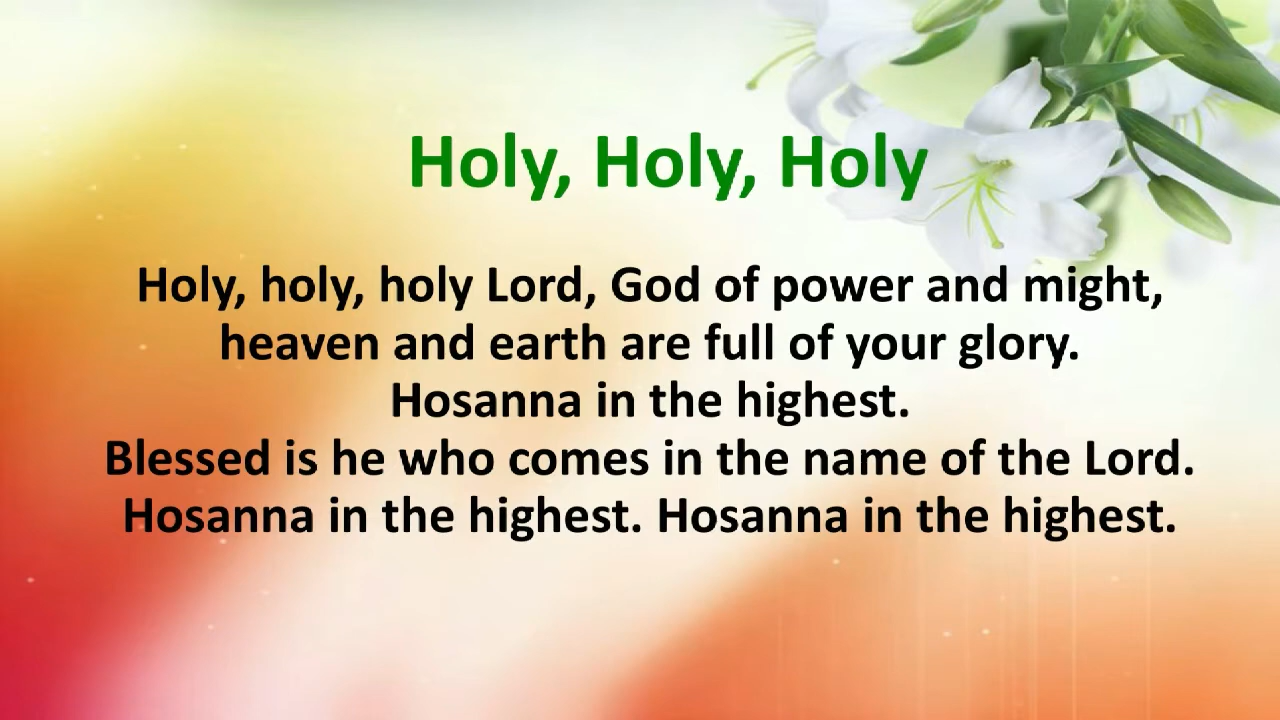 Holy, Holy, Holy
Holy, holy, holy Lord, God of power and might,
heaven and earth are full of your glory.
Hosanna in the highest.
Blessed is he who comes in the name of the Lord.
Hosanna in the highest. Hosanna in the highest.